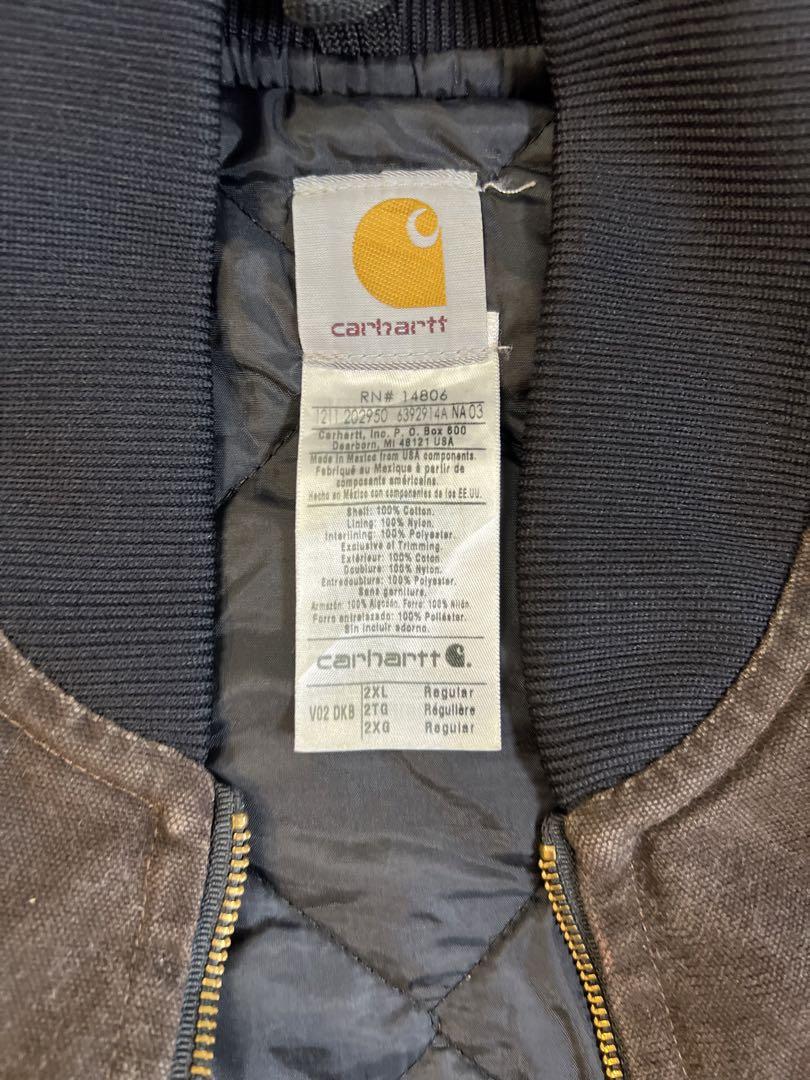 carhartt
RN# 14806
1211 202950 6392914A NA 03
Carhartt, Inc. P. O. Box 600
Dearborn, MI 48121 USA
Made in Mexico from USA components.
Fabriqué au Mexique à partir de
composants américains.
Hecho en México con componentes de los EE.UU.
Shell: 100% Cotton.
Lining: 100% Nylon.
Interlining: 100% Polyester.
Exclusive of Trimming.
Extérieur: 100% Coton
Doublure: 100% Nylon.
Entredoublure: 100% Polyester.
Sans garniture.
Armazón: 100% Algodón. Forro: 100% Nilón.
Forro entrelazado: 100% Poliéster.
Sin incluir adorno.
carhartt
V02 DKB 2XL Regular
2TG Régulière
2XG Regular